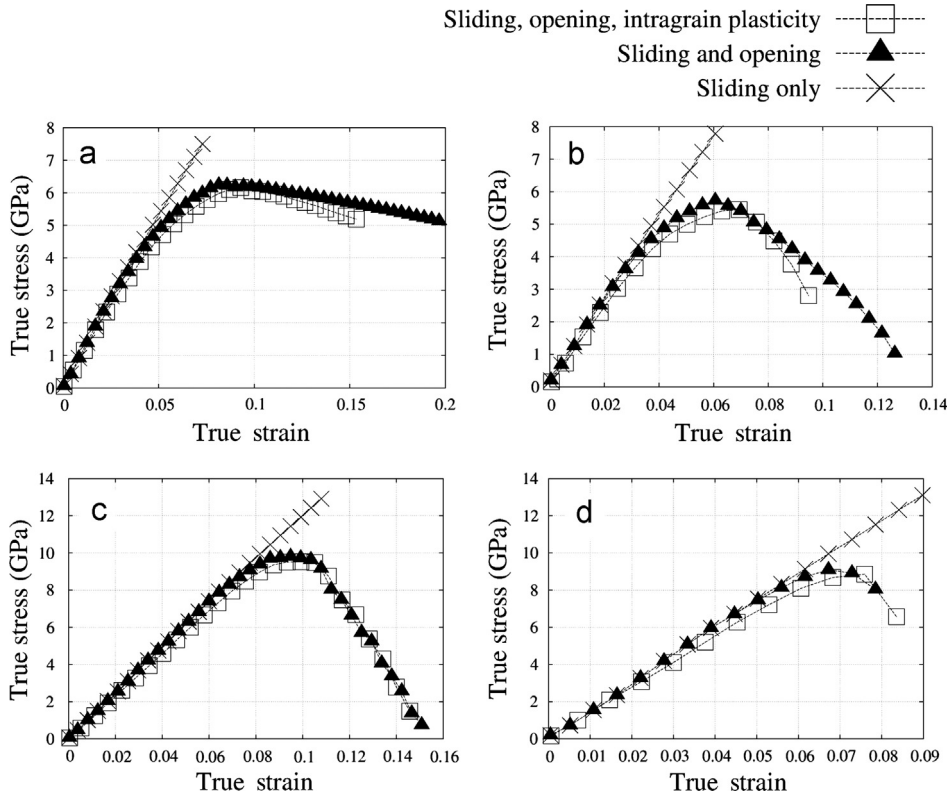 Sliding, opening, intragrain plasticity
Sliding and opening
Sliding only
a
8
7
6
5
4
3
2
1
0
True stress (GPa)
0 0.05 0.1 0.15 0.2
True strain
b
8
7
6
5
4
3
2
1
0
True stress (GPa)
0 0.02 0.04 0.06 0.08 0.1 0.12 0.14
True strain
c
14
12
10
8
6
4
2
0
True stress (GPa)
0 0.02 0.04 0.06 0.08 0.1 0.12 0.14 0.16
True strain
d
14
12
10
8
6
4
2
0
True stress (GPa)
0 0.01 0.02 0.03 0.04 0.05 0.06 0.07 0.08 0.09
True strain